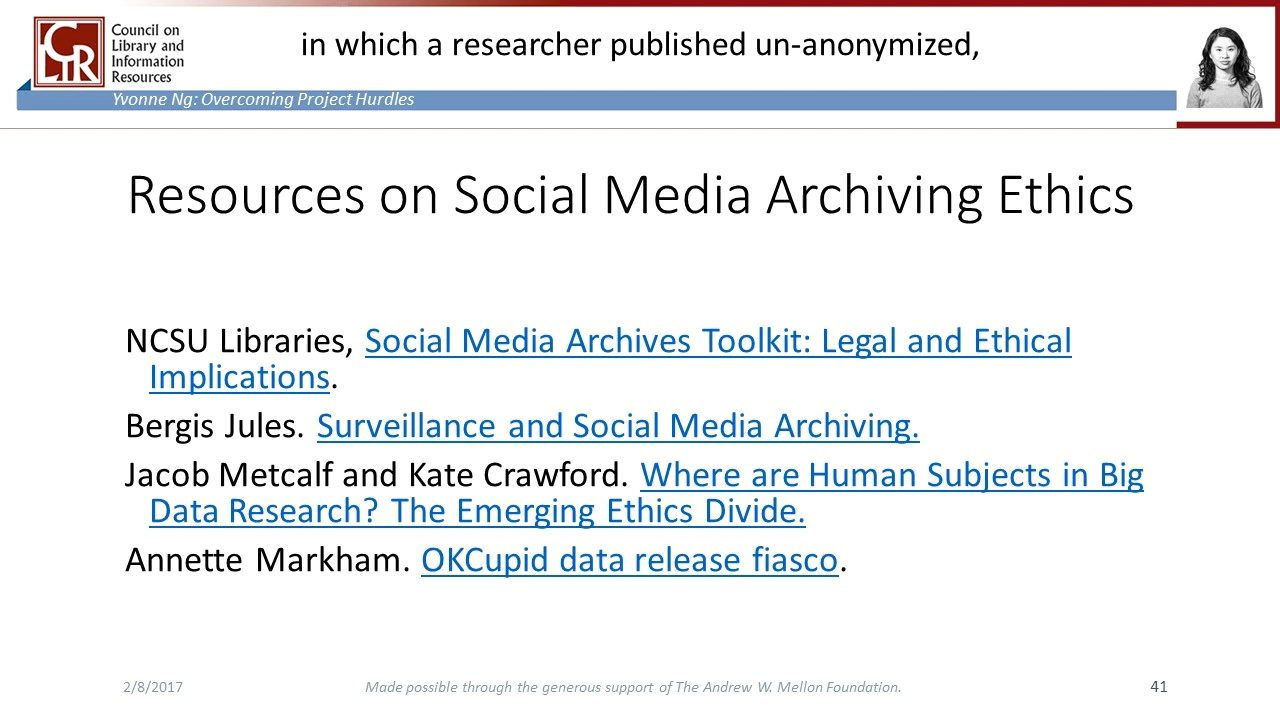 Council on
Library and
Information
Resources
CLIR
in which a researcher published un-anonymized,
Yvonne Ng: Overcoming Project Hurdles
Resources on Social Media Archiving Ethics
NCSU Libraries, Social Media Archives Toolkit: Legal and Ethical
Implications.
Bergis Jules. Surveillance and Social Media Archiving.
Jacob Metcalf and Kate Crawford. Where are Human Subjects in Big
Data Research? The Emerging Ethics Divide.
Annette Markham. OKCupid data release fiasco.
2/8/2017
Made possible through the generous support of The Andrew W. Mellon Foundation.
41